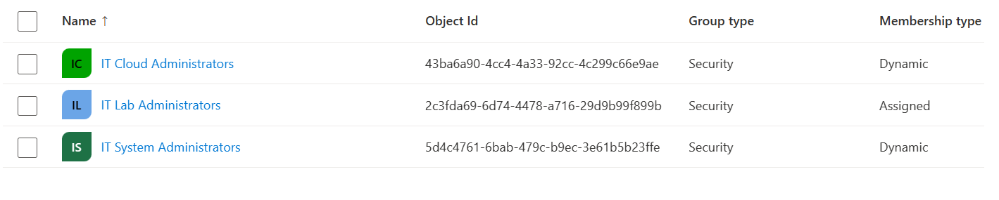 Name ↑ Object Id Group type Membership type
IC IT Cloud Administrators 43ba6a90-4cc4-4a33-92cc-4c299c66e9ae Security Dynamic
IL IT Lab Administrators 2c3fda69-6d74-4478-a716-29d9b99f899b Security Assigned
IS IT System Administrators 5d4c4761-6bab-479c-b9ec-3e61b5b23ffe Security Dynamic